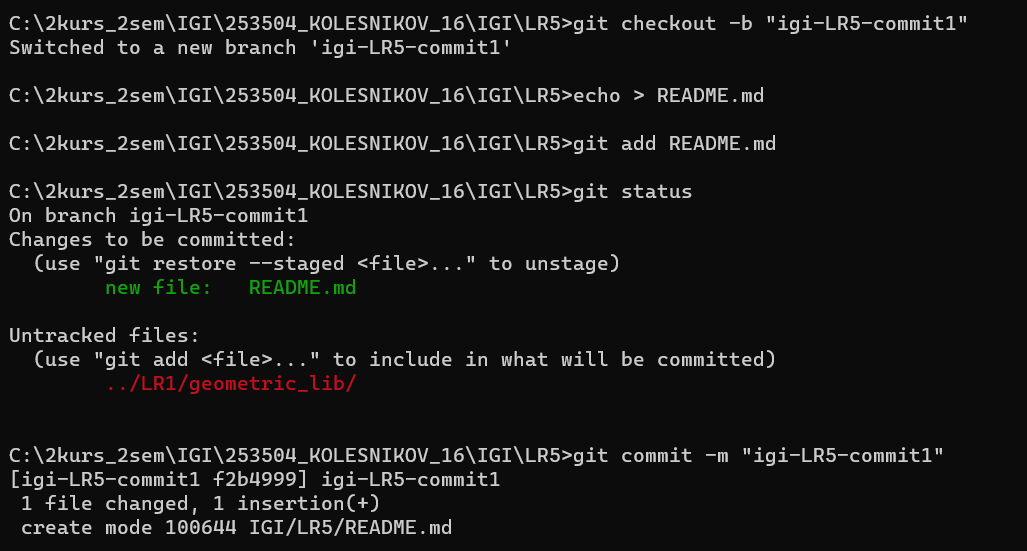 C:\2kurs_2sem\IGI\253504_KOLESNIKOV_16\IGI\LR5>git checkout -b "igi-LR5-commit1"
Switched to a new branch 'igi-LR5-commit1'
C:\2kurs_2sem\IGI\253504_KOLESNIKOV_16\IGI\LR5>echo > README.md
C:\2kurs_2sem\IGI\253504_KOLESNIKOV_16\IGI\LR5>git add README.md
C:\2kurs_2sem\IGI\253504_KOLESNIKOV_16\IGI\LR5>git status
On branch igi-LR5-commit1
Changes to be committed:
  (use "git restore --staged <file>..." to unstage)
        new file:   README.md
Untracked files:
  (use "git add <file>..." to include in what will be committed)
        ../LR1/geometric_lib/
C:\2kurs_2sem\IGI\253504_KOLESNIKOV_16\IGI\LR5>git commit -m "igi-LR5-commit1"
[igi-LR5-commit1 f2b4999] igi-LR5-commit1
 1 file changed, 1 insertion(+)
 create mode 100644 IGI/LR5/README.md